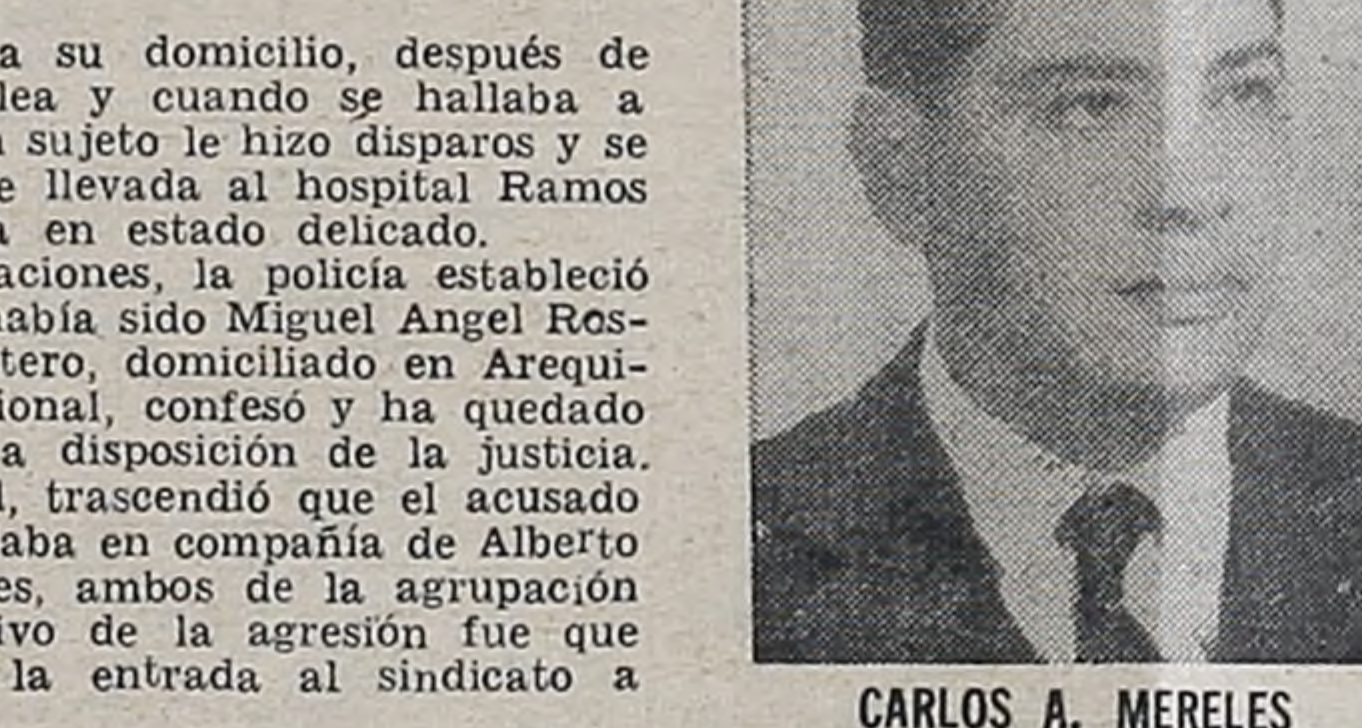 a su domicilio, después de
lea y cuando se hallaba a
sujeto le hizo disparos y se
e llevada al hospital Ramos
en estado delicado.
aciones, la policía estableció
había sido Miguel Angel Ros-
tero, domiciliado en Arequi-
ional, confesó y ha quedado
a disposición de la justicia.
l, trascendió que el acusado
aba en compañía de Alberto
es, ambos de la agrupación
ivo de la agresión fue que
la entrada al sindicato a
CARLOS A. MERELES